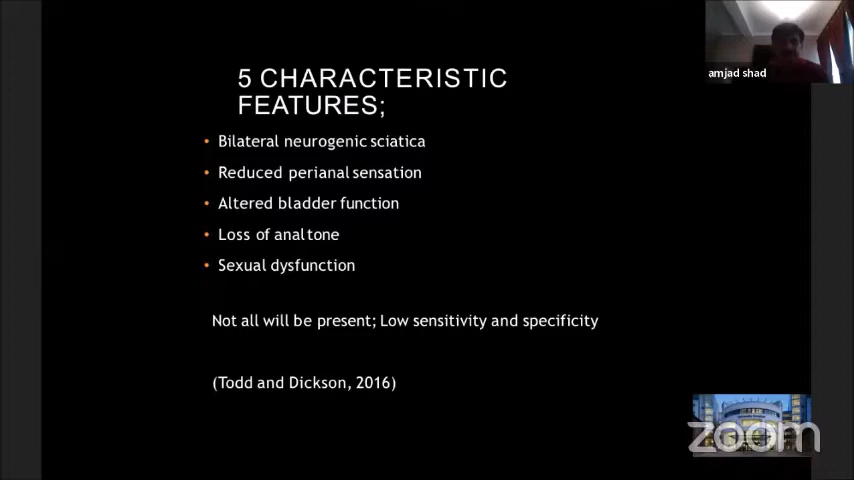 amjad shad
5 CHARACTERISTIC
FEATURES;
• Bilateral neurogenic sciatica
• Reduced perianal sensation
• Altered bladder function
• Loss of anal tone
• Sexual dysfunction
Not all will be present; Low sensitivity and specificity
(Todd and Dickson, 2016)
zoom